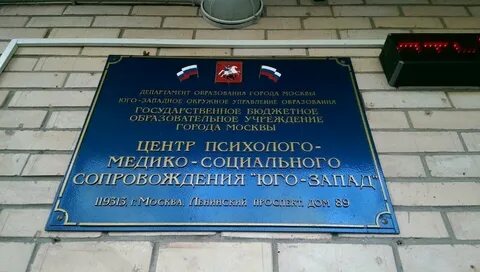 ДЕПАРТАМЕНТ ОБРАЗОВАНИЯ ГОРОДА МОСКВЫ
ЮГО-ЗАПАДНОЕ ОКРУЖНОЕ УПРАВЛЕНИЕ ОБРАЗОВАНИЯ
ГОСУДАРСТВЕННОЕ БЮДЖЕТНОЕ
ОБРАЗОВАТЕЛЬНОЕ УЧРЕЖДЕНИЕ
ГОРОДА МОСКВЫ
ЦЕНТР ПСИХОЛОГО-
МЕДИКО-СОЦИАЛЬНОГО
СОПРОВОЖДЕНИЯ "ЮГО-ЗАПАД"
119313 г. МОСКВА, ЛЕНИНСКИЙ ПРОСПЕКТ ДОМ 89